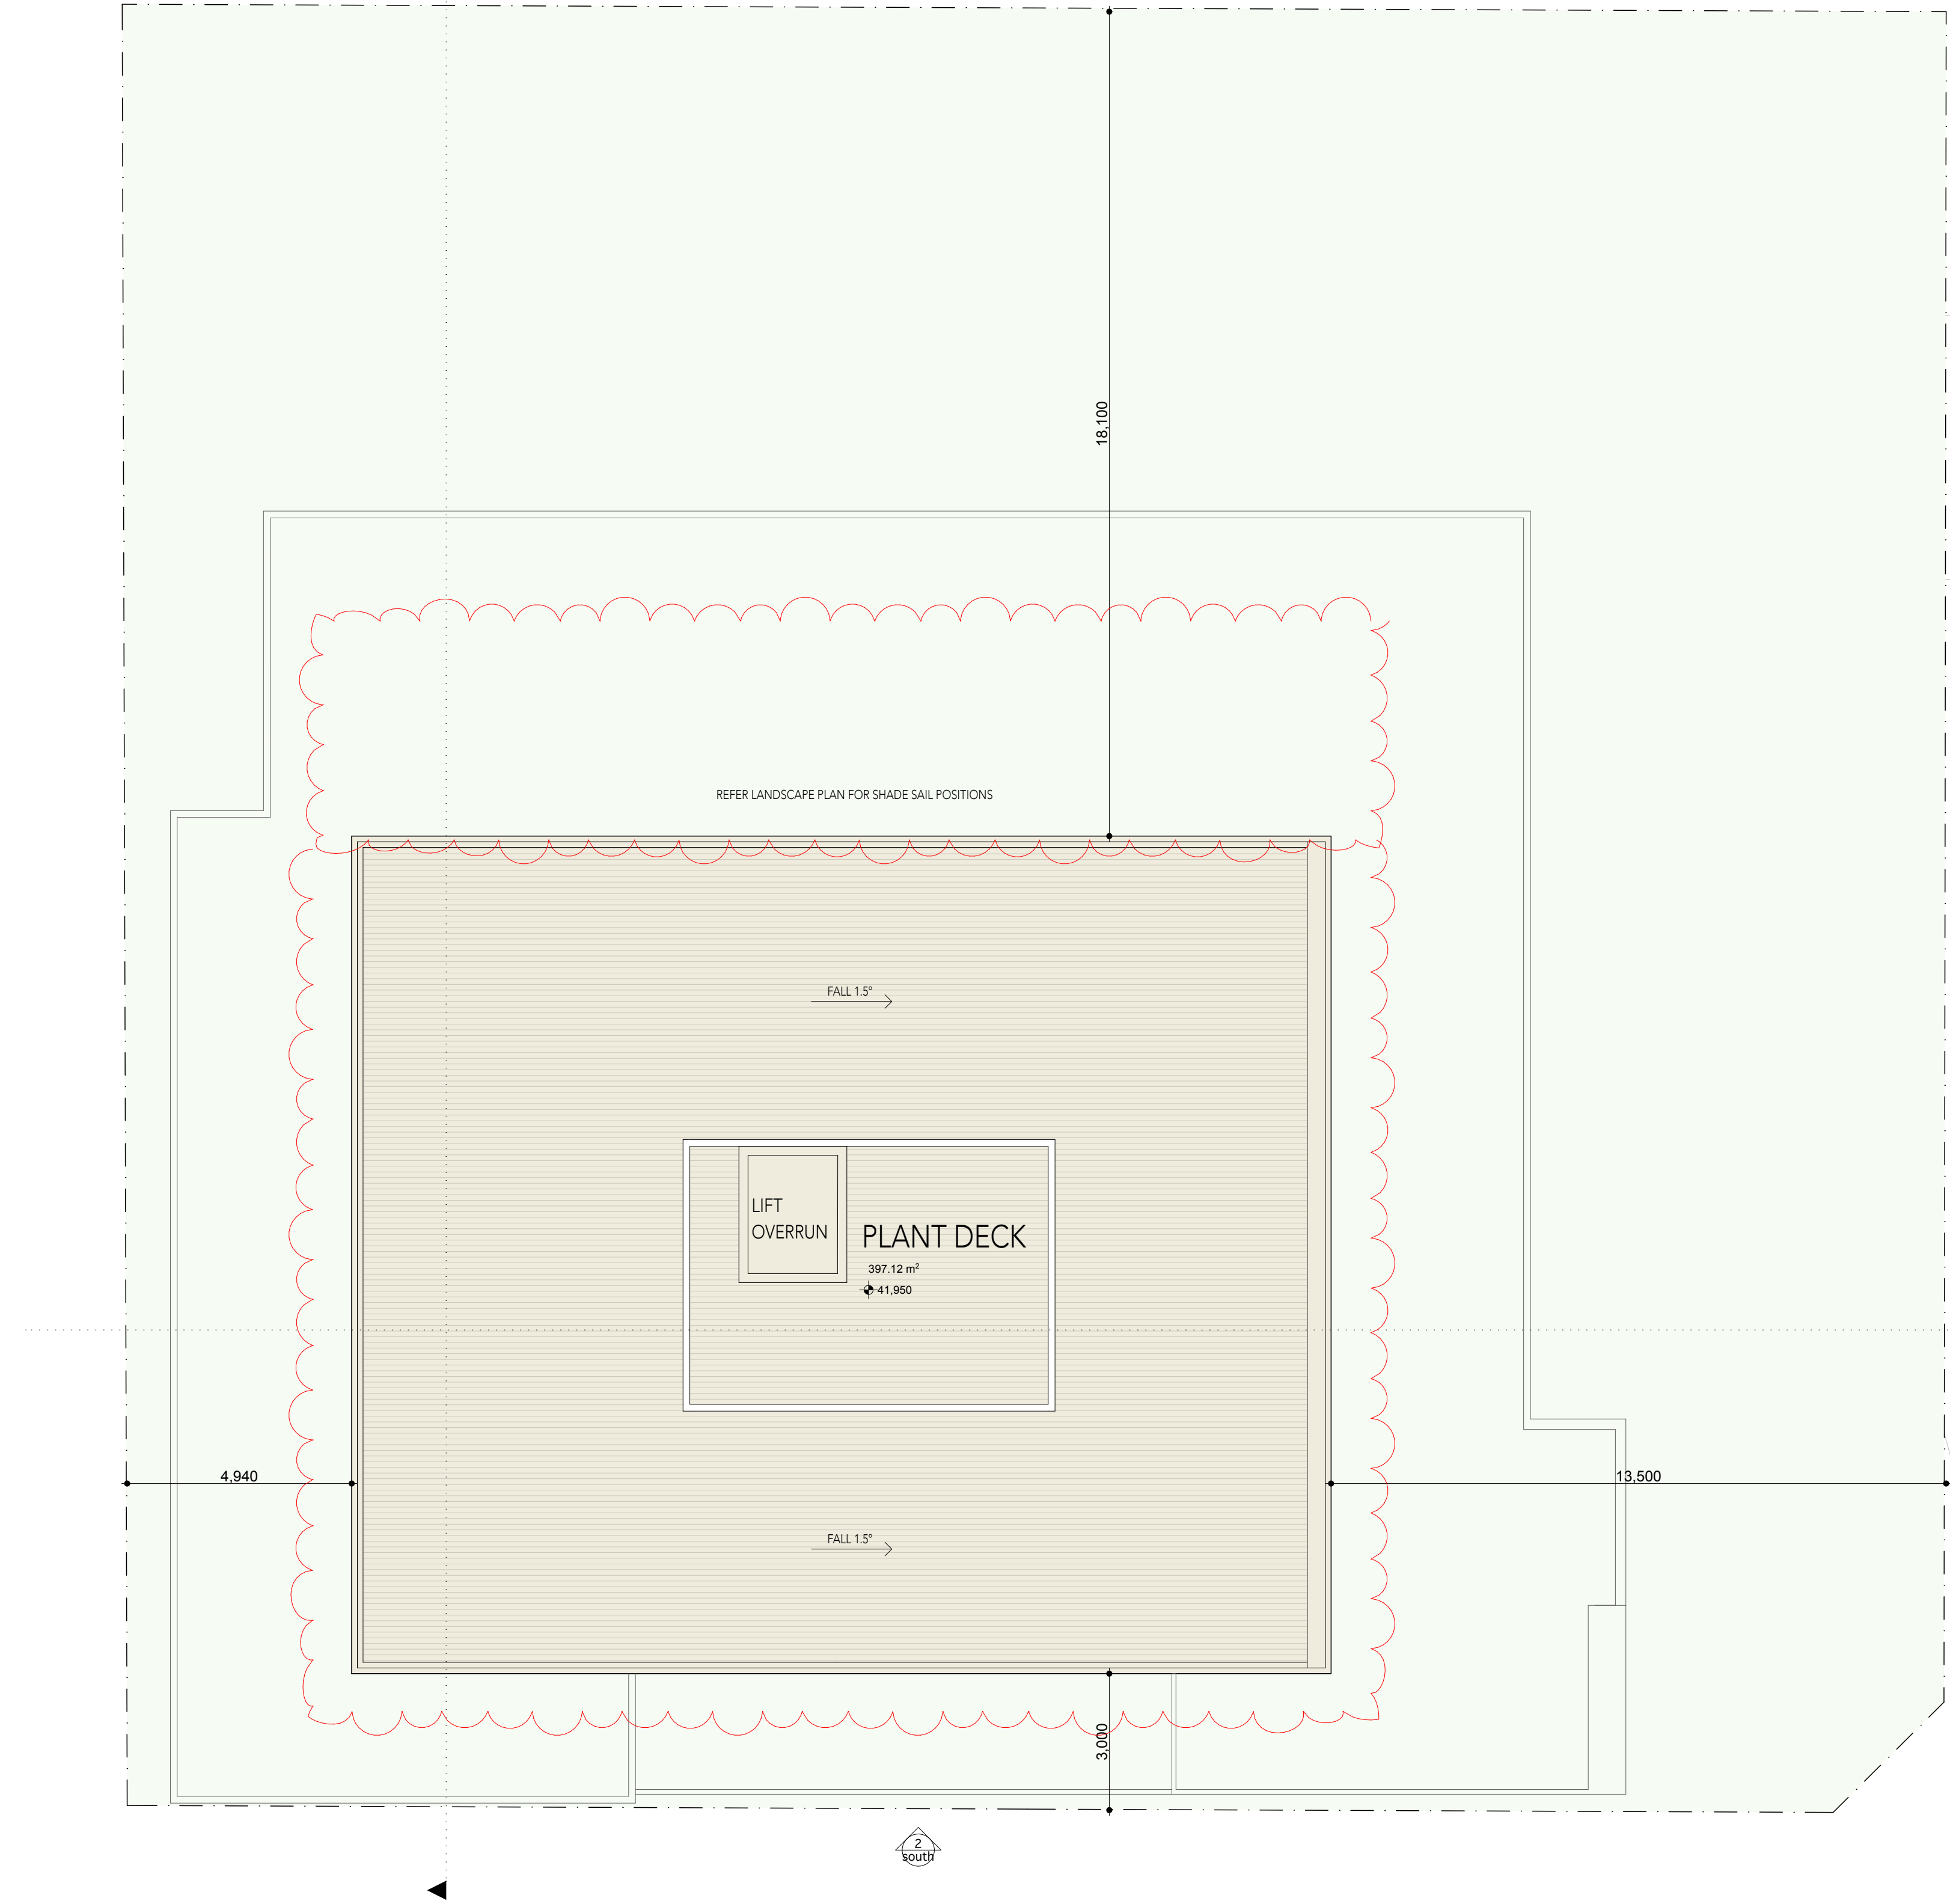 18,100
REFER LANDSCAPE PLAN FOR SHADE SAIL POSITIONS
FALL 1.5°
LIFT
OVERRUN
PLANT DECK
397.12 m²
41,950
4,940
13,500
FALL 1.5°
3,000
2
south